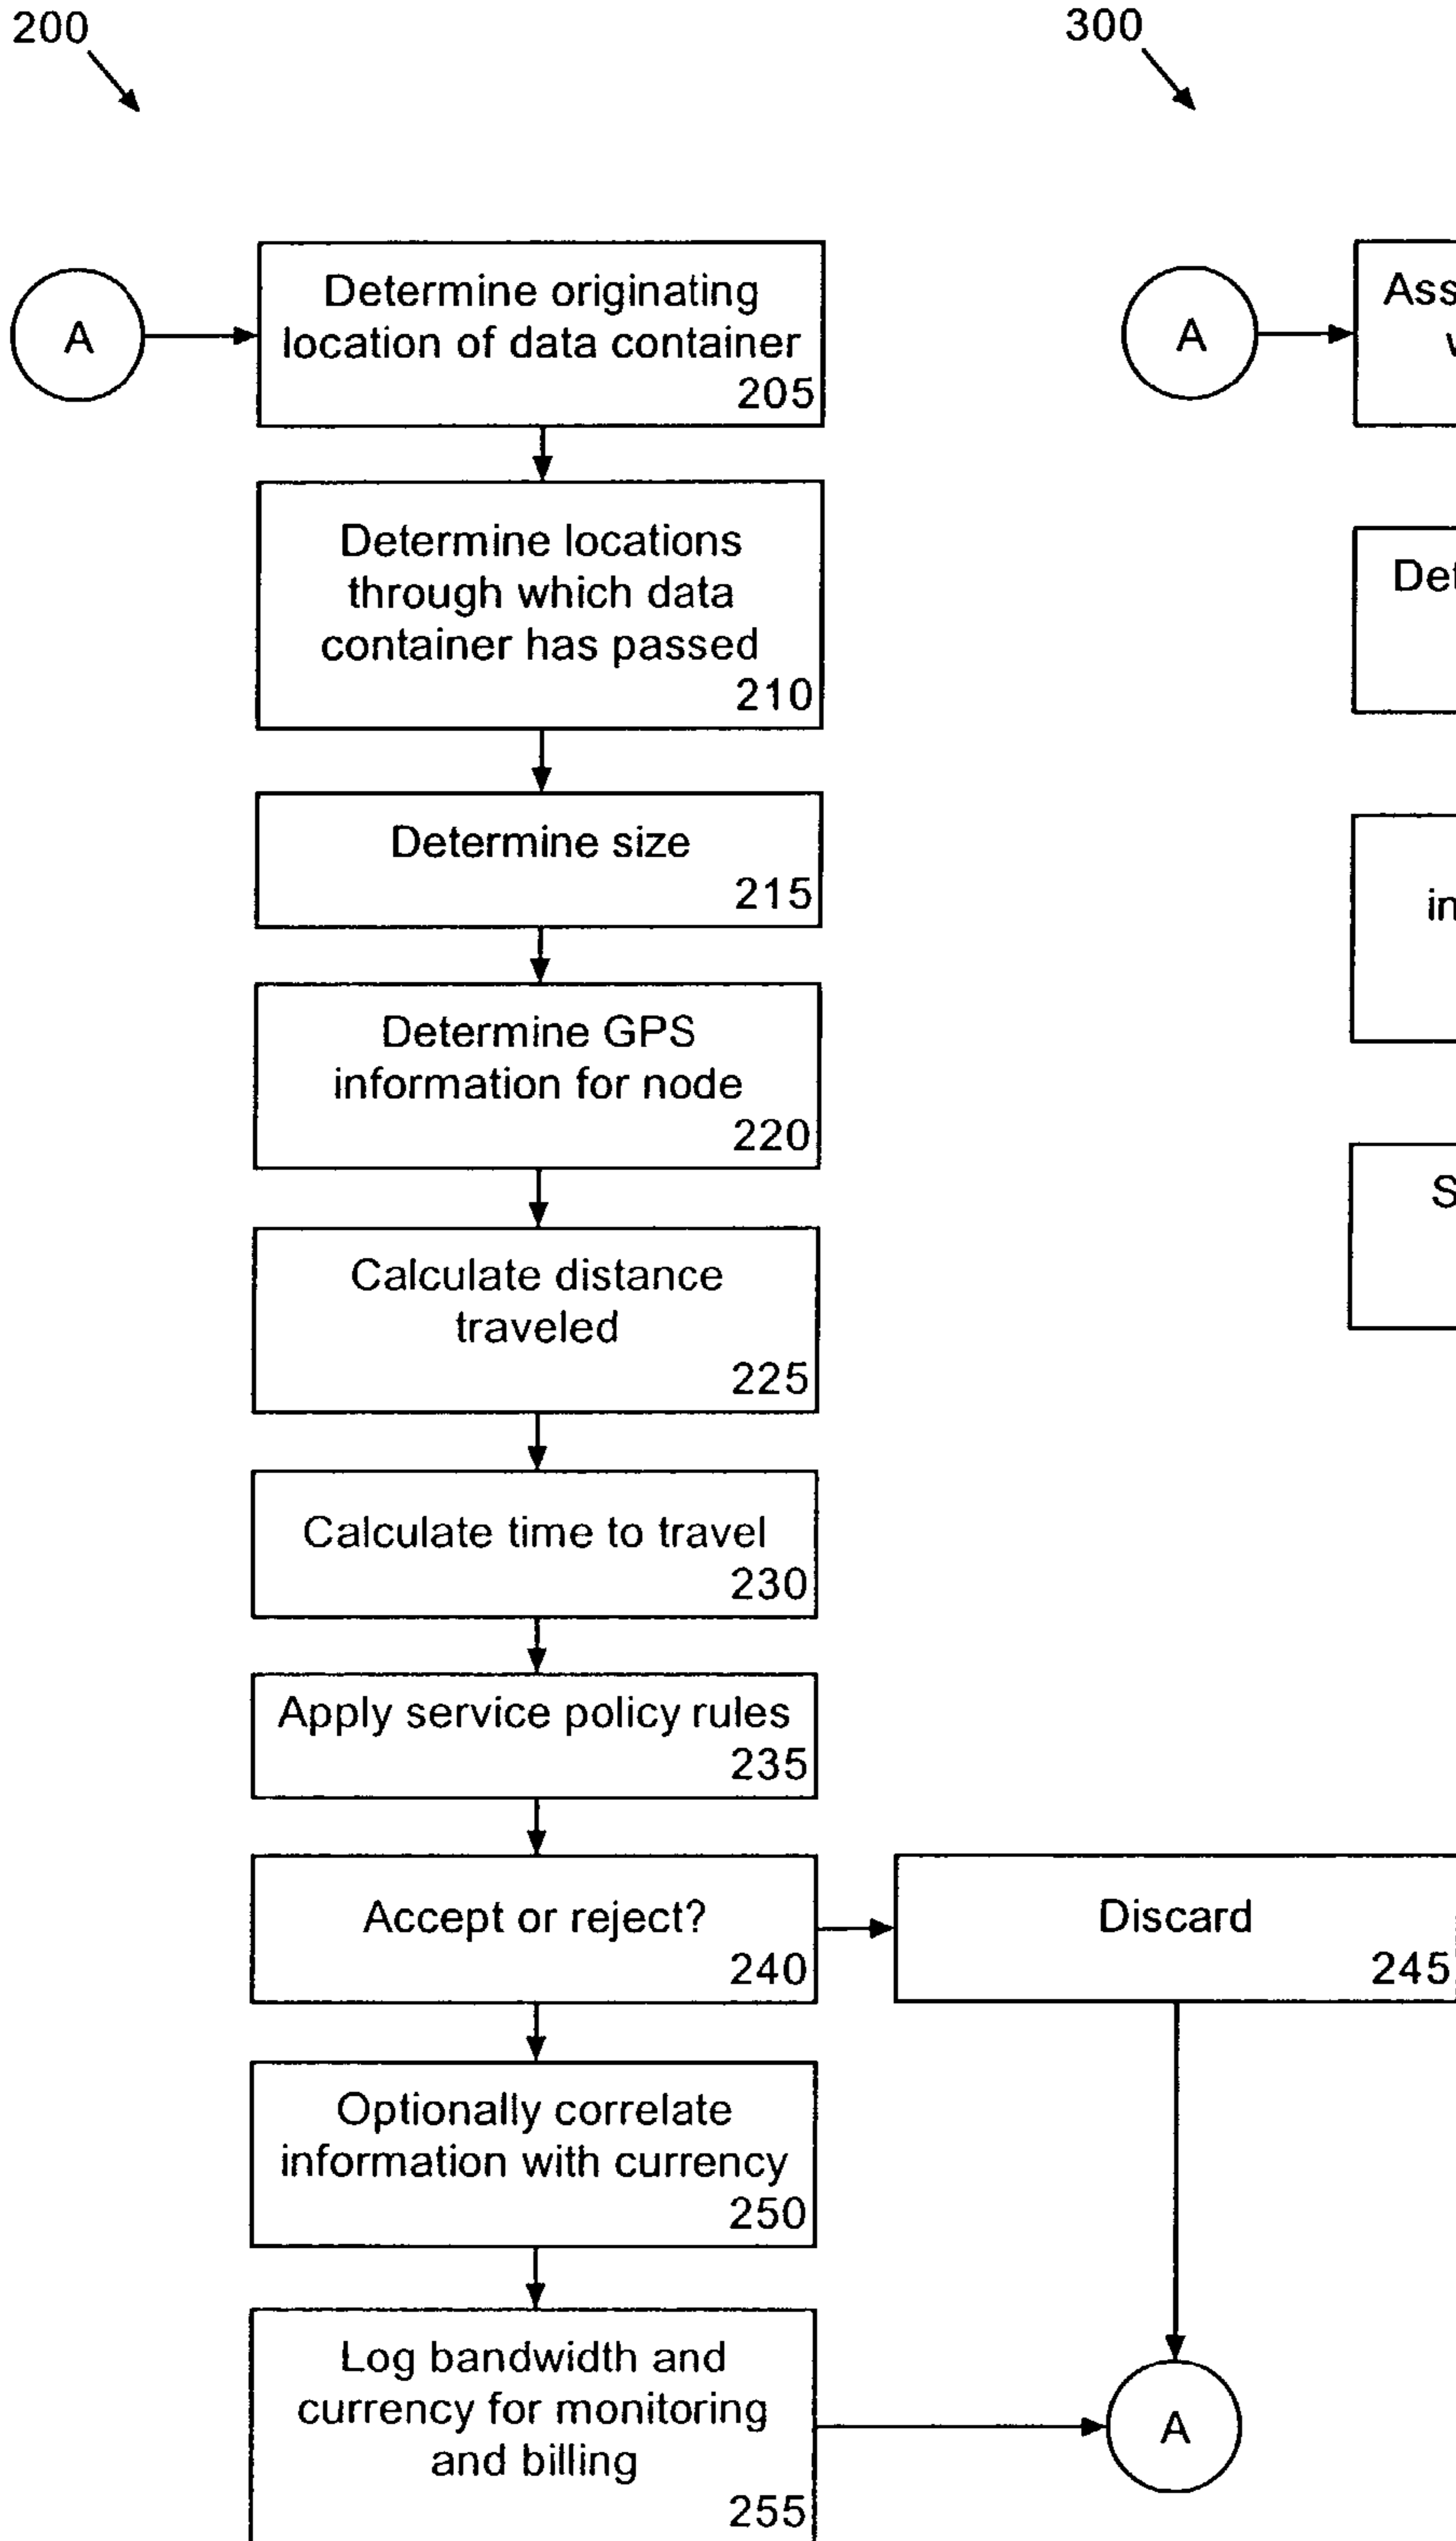 200
A
Determine originating
location of data container
205
Determine locations
through which data
container has passed
210
Determine size
215
Determine GPS
information for node
220
Calculate distance
traveled
225
Calculate time to travel
230
Apply service policy rules
235
Accept or reject?
240
Discard
245
Optionally correlate
information with currency
250
Log bandwidth and
currency for monitoring
and billing
255
A
300
A